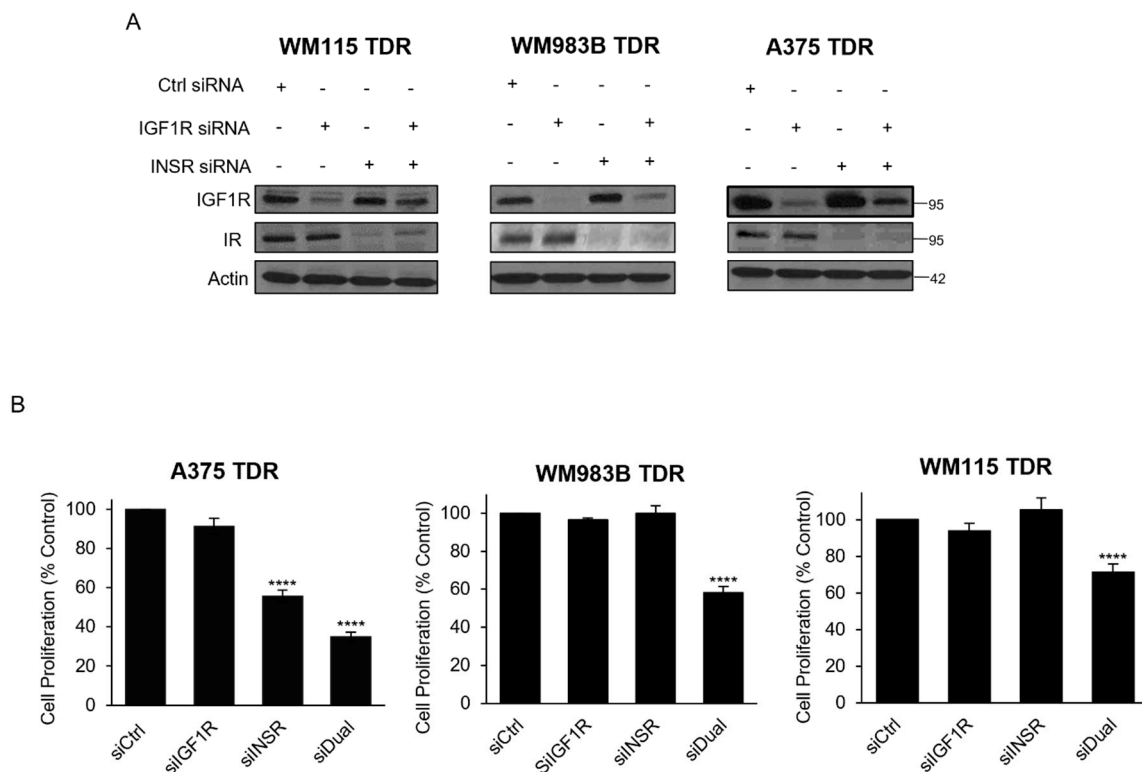 A
WM115 TDR WM983B TDR A375 TDR
Ctrl siRNA + - - - + - - - + - - -
IGF1R siRNA - + - + - + - + - + - +
INSR siRNA - - + + - - + + - - + +
IGF1R 95
IR 95
Actin 42
B
A375 TDR WM983B TDR WM115 TDR
Cell Proliferation (% Control)
100
80
60
40
20
0
****
****
siCtrl siIGF1R siINSR siDual
Cell Proliferation (% Control)
100
80
60
40
20
0
****
siCtrl SiIGF1R siINSR siDual
Cell Proliferation (% Control)
100
80
60
40
20
0
****
siCtrl siIGF1R siINSR siDual